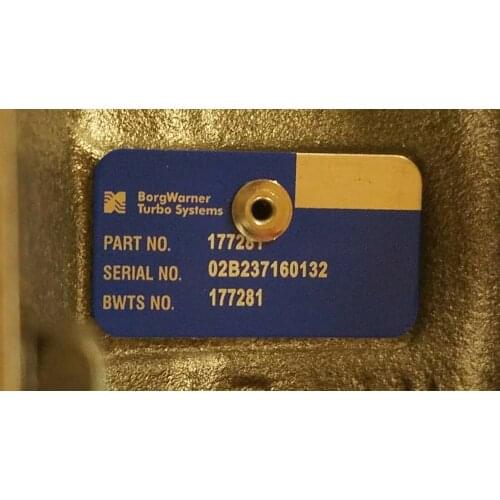 BorgWarner
Turbo Systems
PART NO. 177281
SERIAL NO. 02B237160132
BWTS NO. 177281